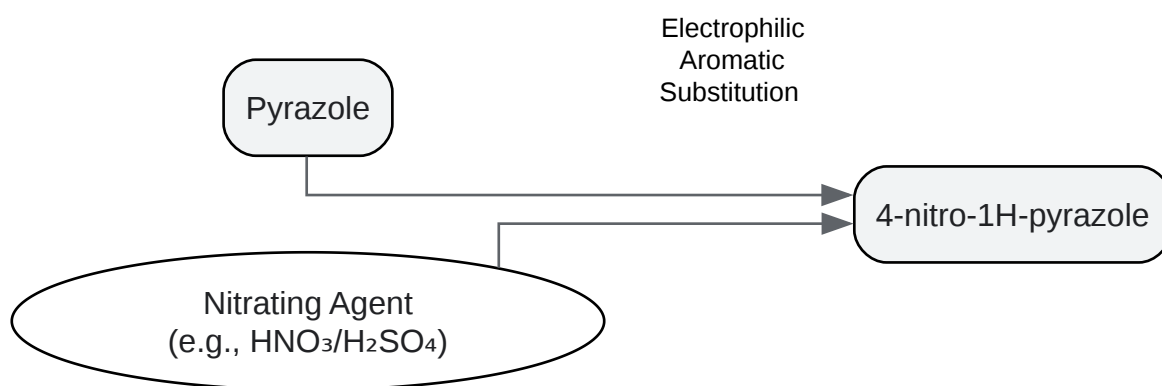 Electrophilic
Aromatic
Substitution
Pyrazole
4-nitro-1H-pyrazole
Nitrating Agent
(e.g., HNO₃/H₂SO₄)